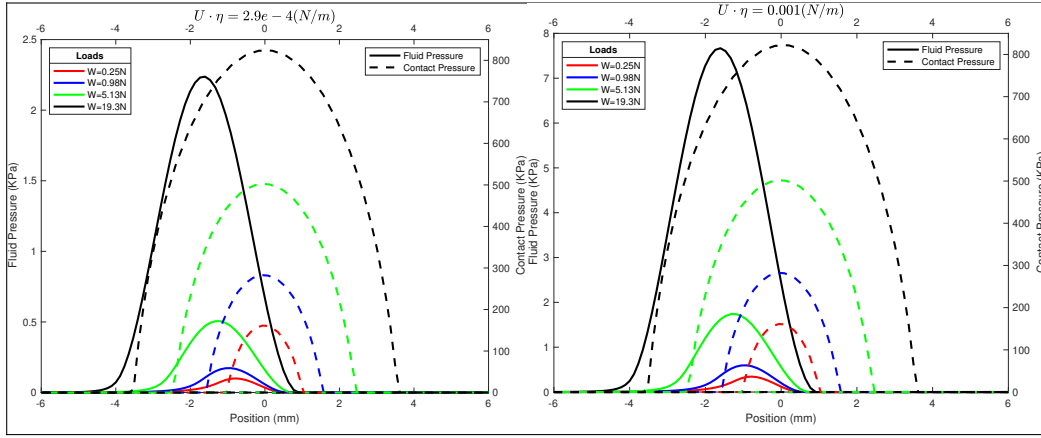 U · η = 2.9e − 4(N/m)
-6 -4 -2 0 2 4 6
2.5
2
1.5
1
0.5
0
Fluid Pressure (KPa)
Loads
W=0.25N
W=0.98N
W=5.13N
W=19.3N
Fluid Pressure
Contact Pressure
800
700
600
500
400
300
200
100
0
Contact Pressure (KPa)
-6 -4 -2 0 2 4 6
Position (mm)
U · η = 0.001(N/m)
-6 -4 -2 0 2 4 6
8
7
6
5
4
3
2
1
0
Fluid Pressure (KPa)
Loads
W=0.25N
W=0.98N
W=5.13N
W=19.3N
Fluid Pressure
Contact Pressure
800
700
600
500
400
300
200
100
0
Contact Pressure (KPa)
-6 -4 -2 0 2 4 6
Position (mm)